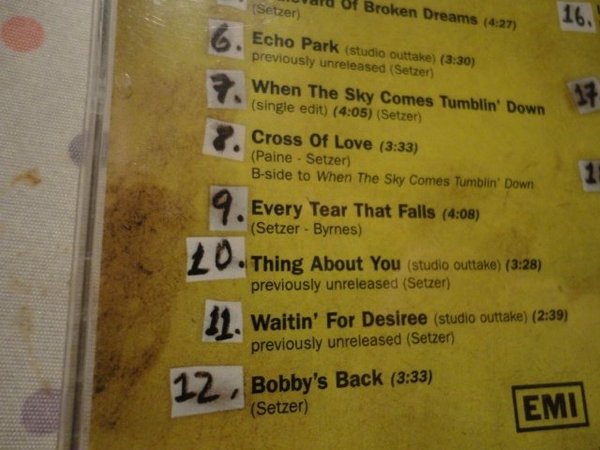 Of Broken Dreams (4:27)
(Setzer)
16.
6. Echo Park (studio outtake) (3:30)
previously unreleased (Setzer)
7. When The Sky Comes Tumblin' Down
(single edit) (4:05) (Setzer)
17
8. Cross Of Love (3:33)
(Paine - Setzer)
B-side to When The Sky Comes Tumblin' Down
9. Every Tear That Falls (4:08)
(Setzer - Byrnes)
10. Thing About You (studio outtake) (3:28)
previously unreleased (Setzer)
11. Waitin' For Desiree (studio outtake) (2:39)
previously unreleased (Setzer)
12. Bobby's Back (3:33)
(Setzer)
EMI